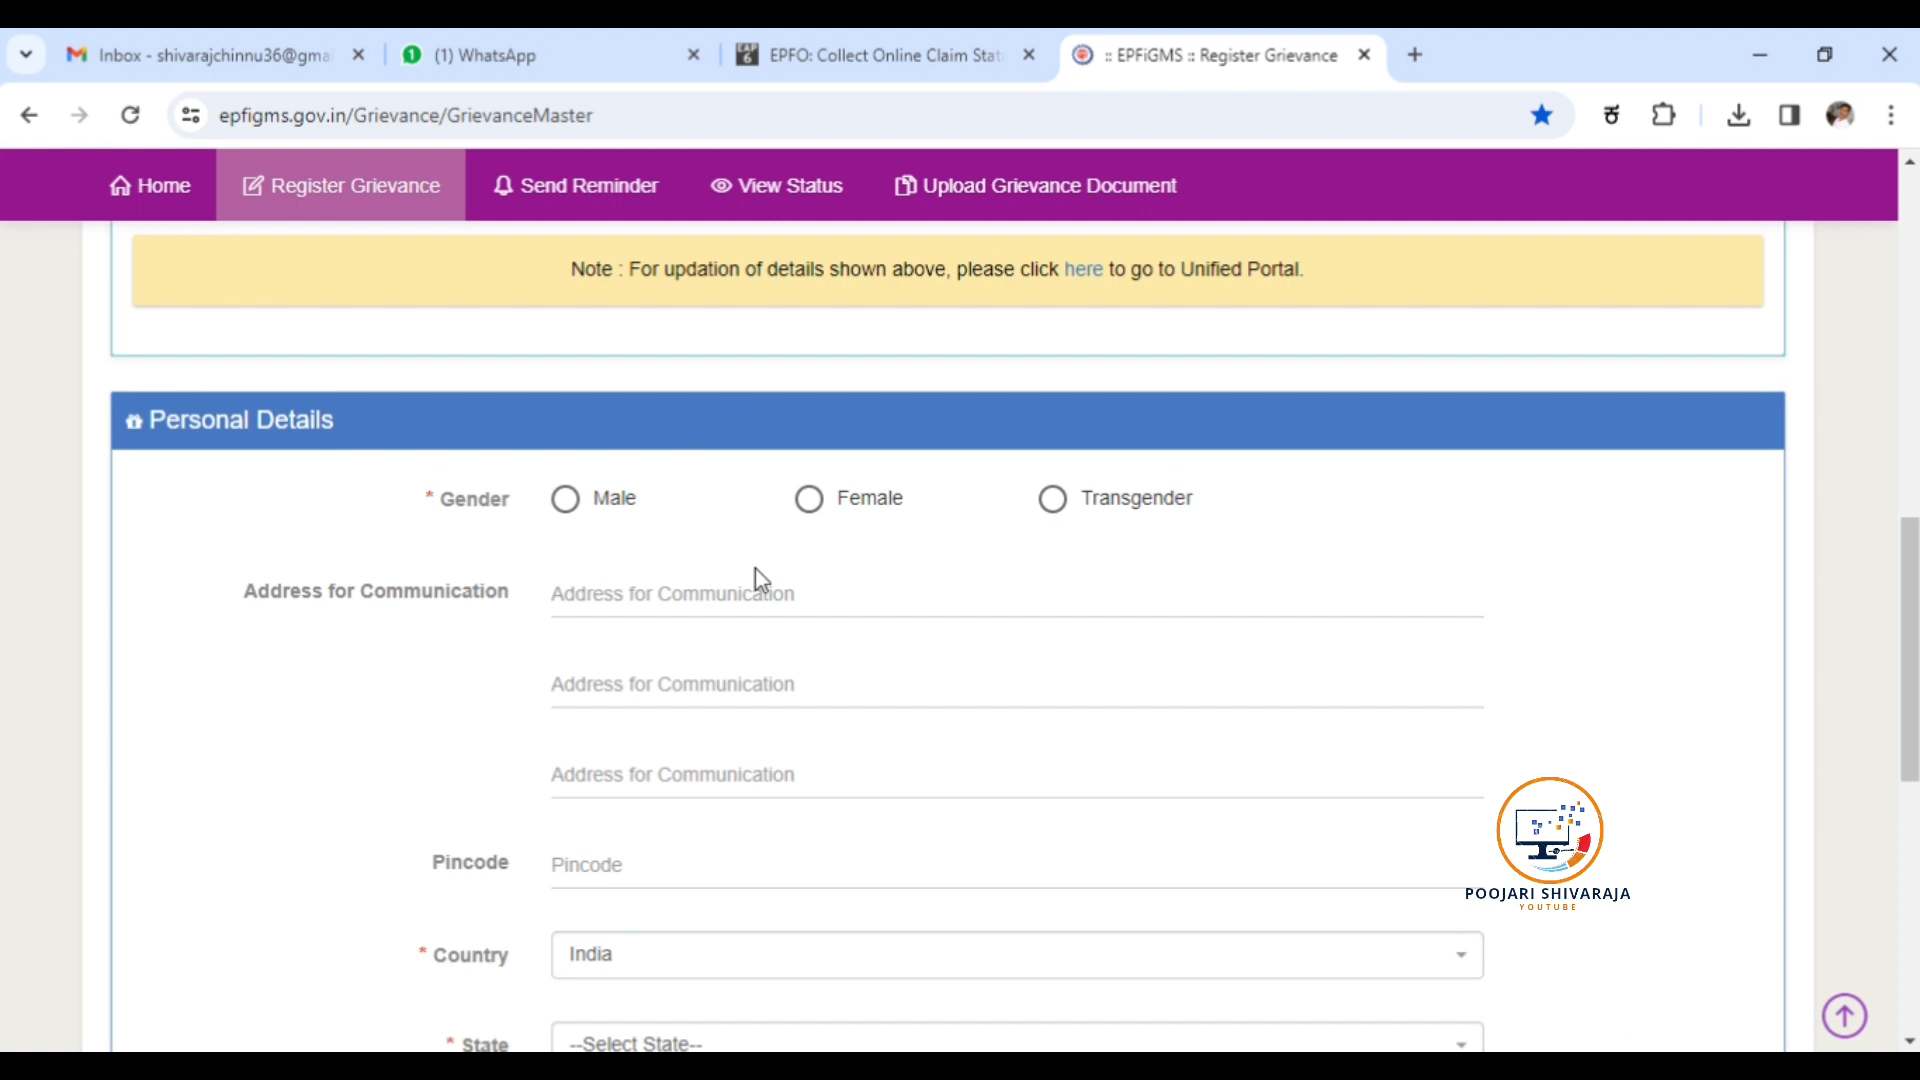 Inbox - shivarajchinnu36@gmai
1
(1) WhatsApp
EPFO: Collect Online Claim Stat
:: EPFiGMS :: Register Grievance
epfigms.gov.in/Grievance/GrievanceMaster
ठ
Home
Register Grievance
Send Reminder
View Status
Upload Grievance Document
Note : For updation of details shown above, please click here to go to Unified Portal.
Personal Details
* Gender
Male
Female
Transgender
Address for Communication
Address for Communication
Address for Communication
Address for Communication
Pincode
Pincode
* Country
India
* State
--Select State--
POOJARI SHIVARAJA
YOUTUBE